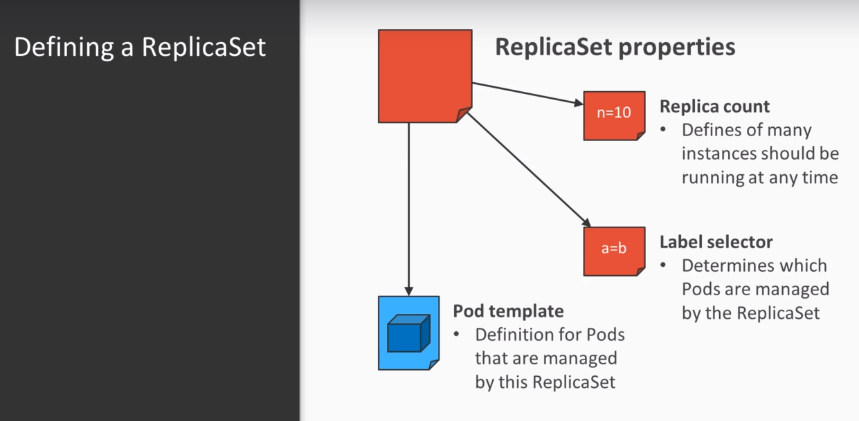 Defining a ReplicaSet
ReplicaSet properties
n=10
Replica count
• Defines of many
instances should be
running at any time
a=b
Label selector
• Determines which
Pods are managed
by the ReplicaSet
Pod template
• Definition for Pods
that are managed
by this ReplicaSet